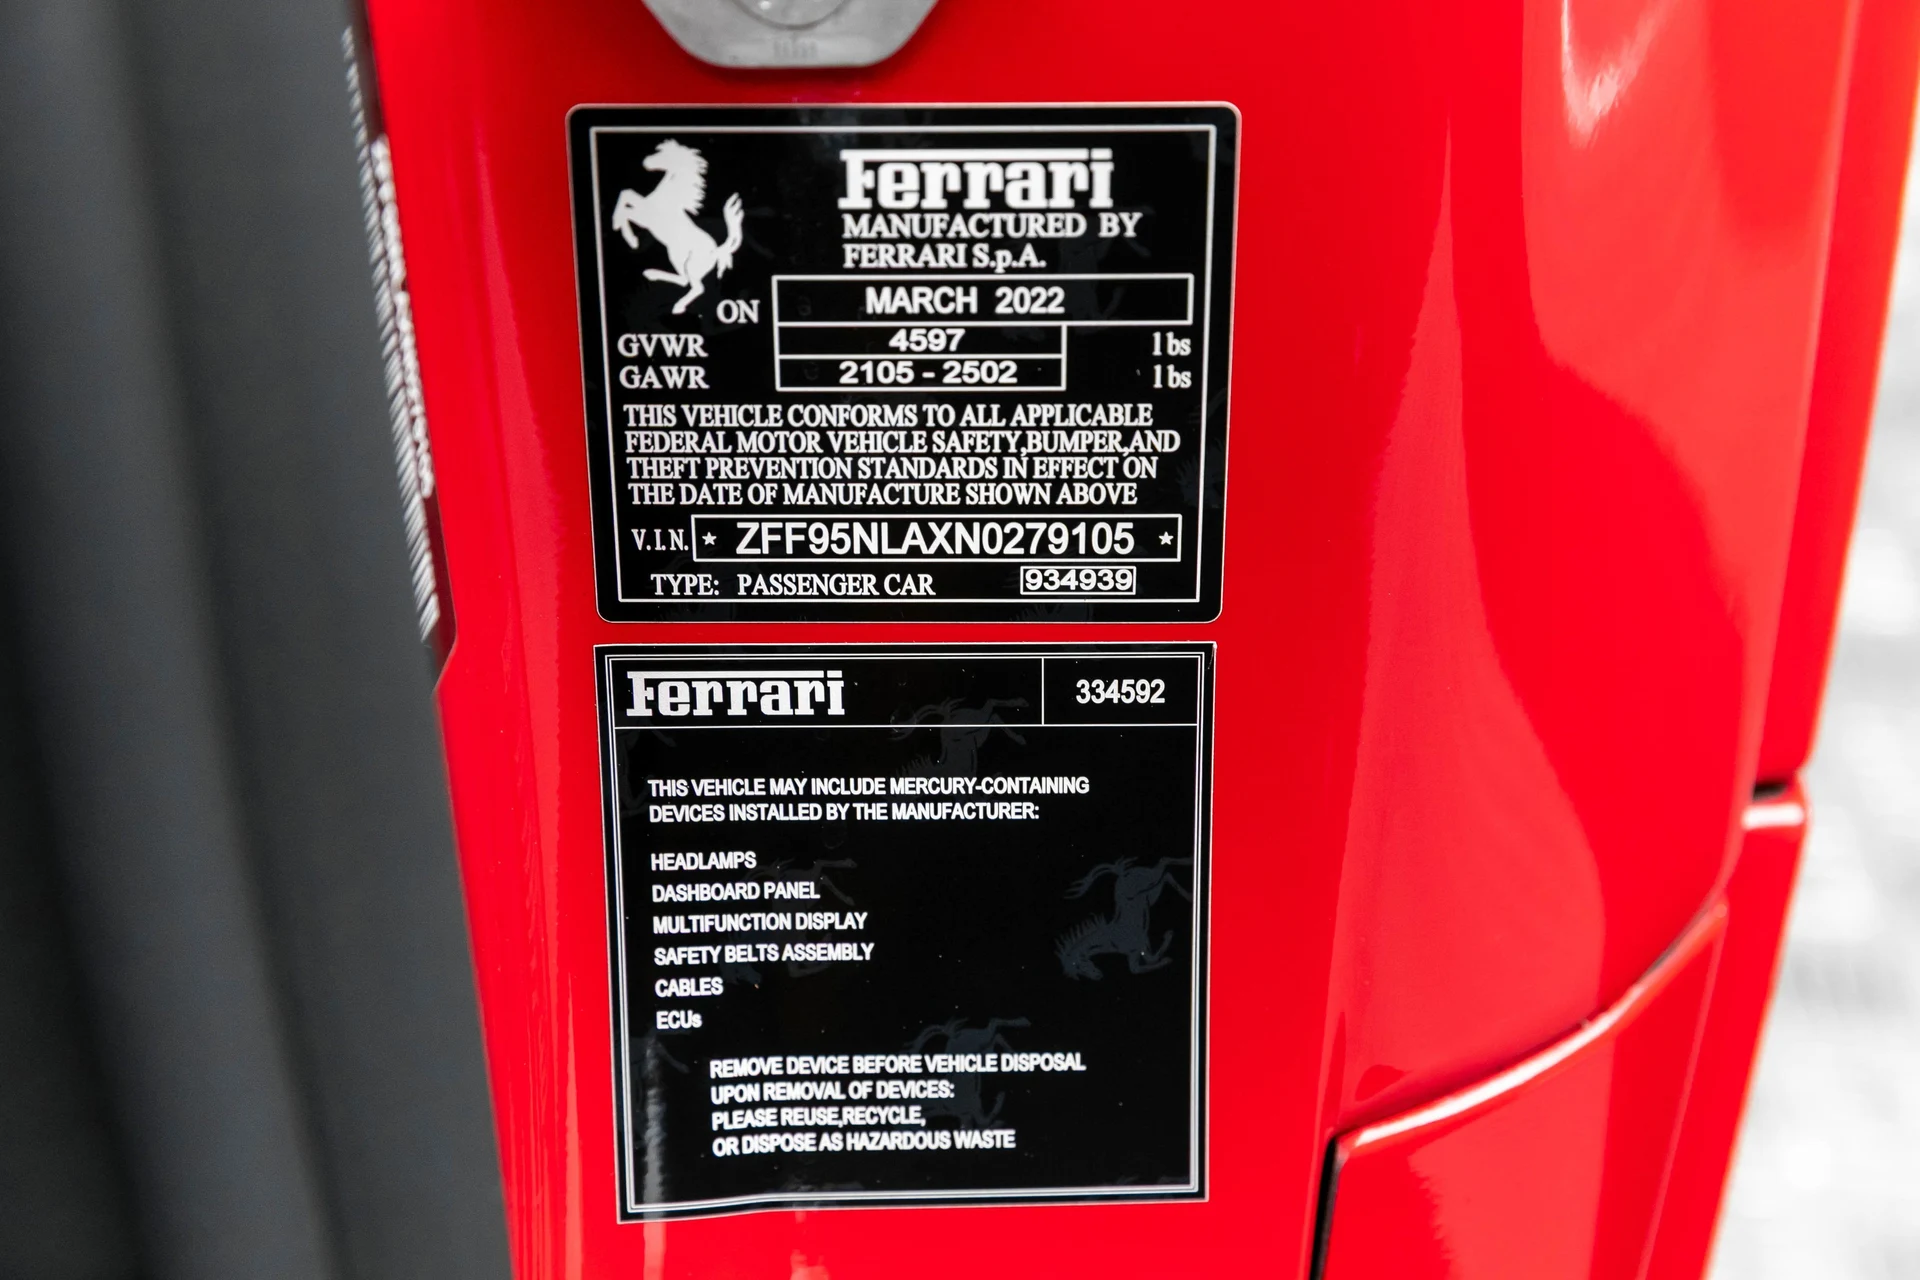 Ferrari
MANUFACTURED BY
FERRARI S.p.A.
ON MARCH 2022
GVWR 4597 lbs
GAWR 2105 - 2502 lbs
THIS VEHICLE CONFORMS TO ALL APPLICABLE
FEDERAL MOTOR VEHICLE SAFETY,BUMPER,AND
THEFT PREVENTION STANDARDS IN EFFECT ON
THE DATE OF MANUFACTURE SHOWN ABOVE
V.I.N. ★ ZFF95NLAXN0279105 ★
TYPE: PASSENGER CAR 934939
Ferrari 334592
THIS VEHICLE MAY INCLUDE MERCURY-CONTAINING
DEVICES INSTALLED BY THE MANUFACTURER:
HEADLAMPS
DASHBOARD PANEL
MULTIFUNCTION DISPLAY
SAFETY BELTS ASSEMBLY
CABLES
ECUs
REMOVE DEVICE BEFORE VEHICLE DISPOSAL
UPON REMOVAL OF DEVICES:
PLEASE REUSE,RECYCLE,
OR DISPOSE AS HAZARDOUS WASTE